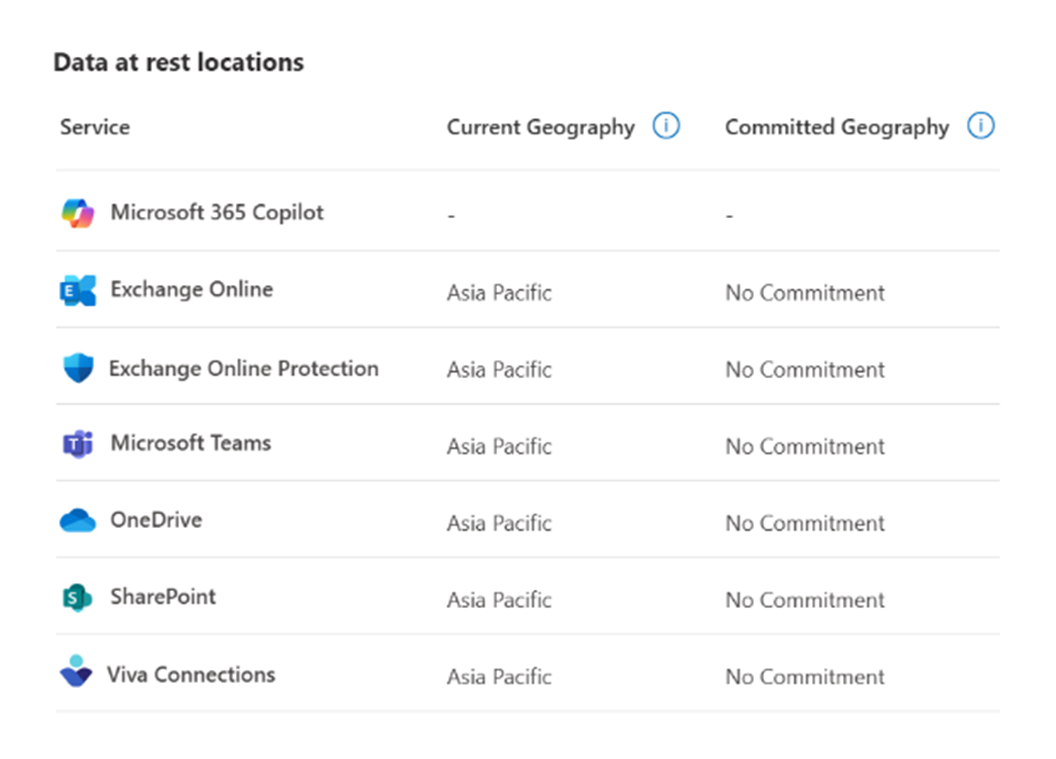 Data at rest locations
Service Current Geography Committed Geography
Microsoft 365 Copilot - -
Exchange Online Asia Pacific No Commitment
Exchange Online Protection Asia Pacific No Commitment
Microsoft Teams Asia Pacific No Commitment
OneDrive Asia Pacific No Commitment
SharePoint Asia Pacific No Commitment
Viva Connections Asia Pacific No Commitment